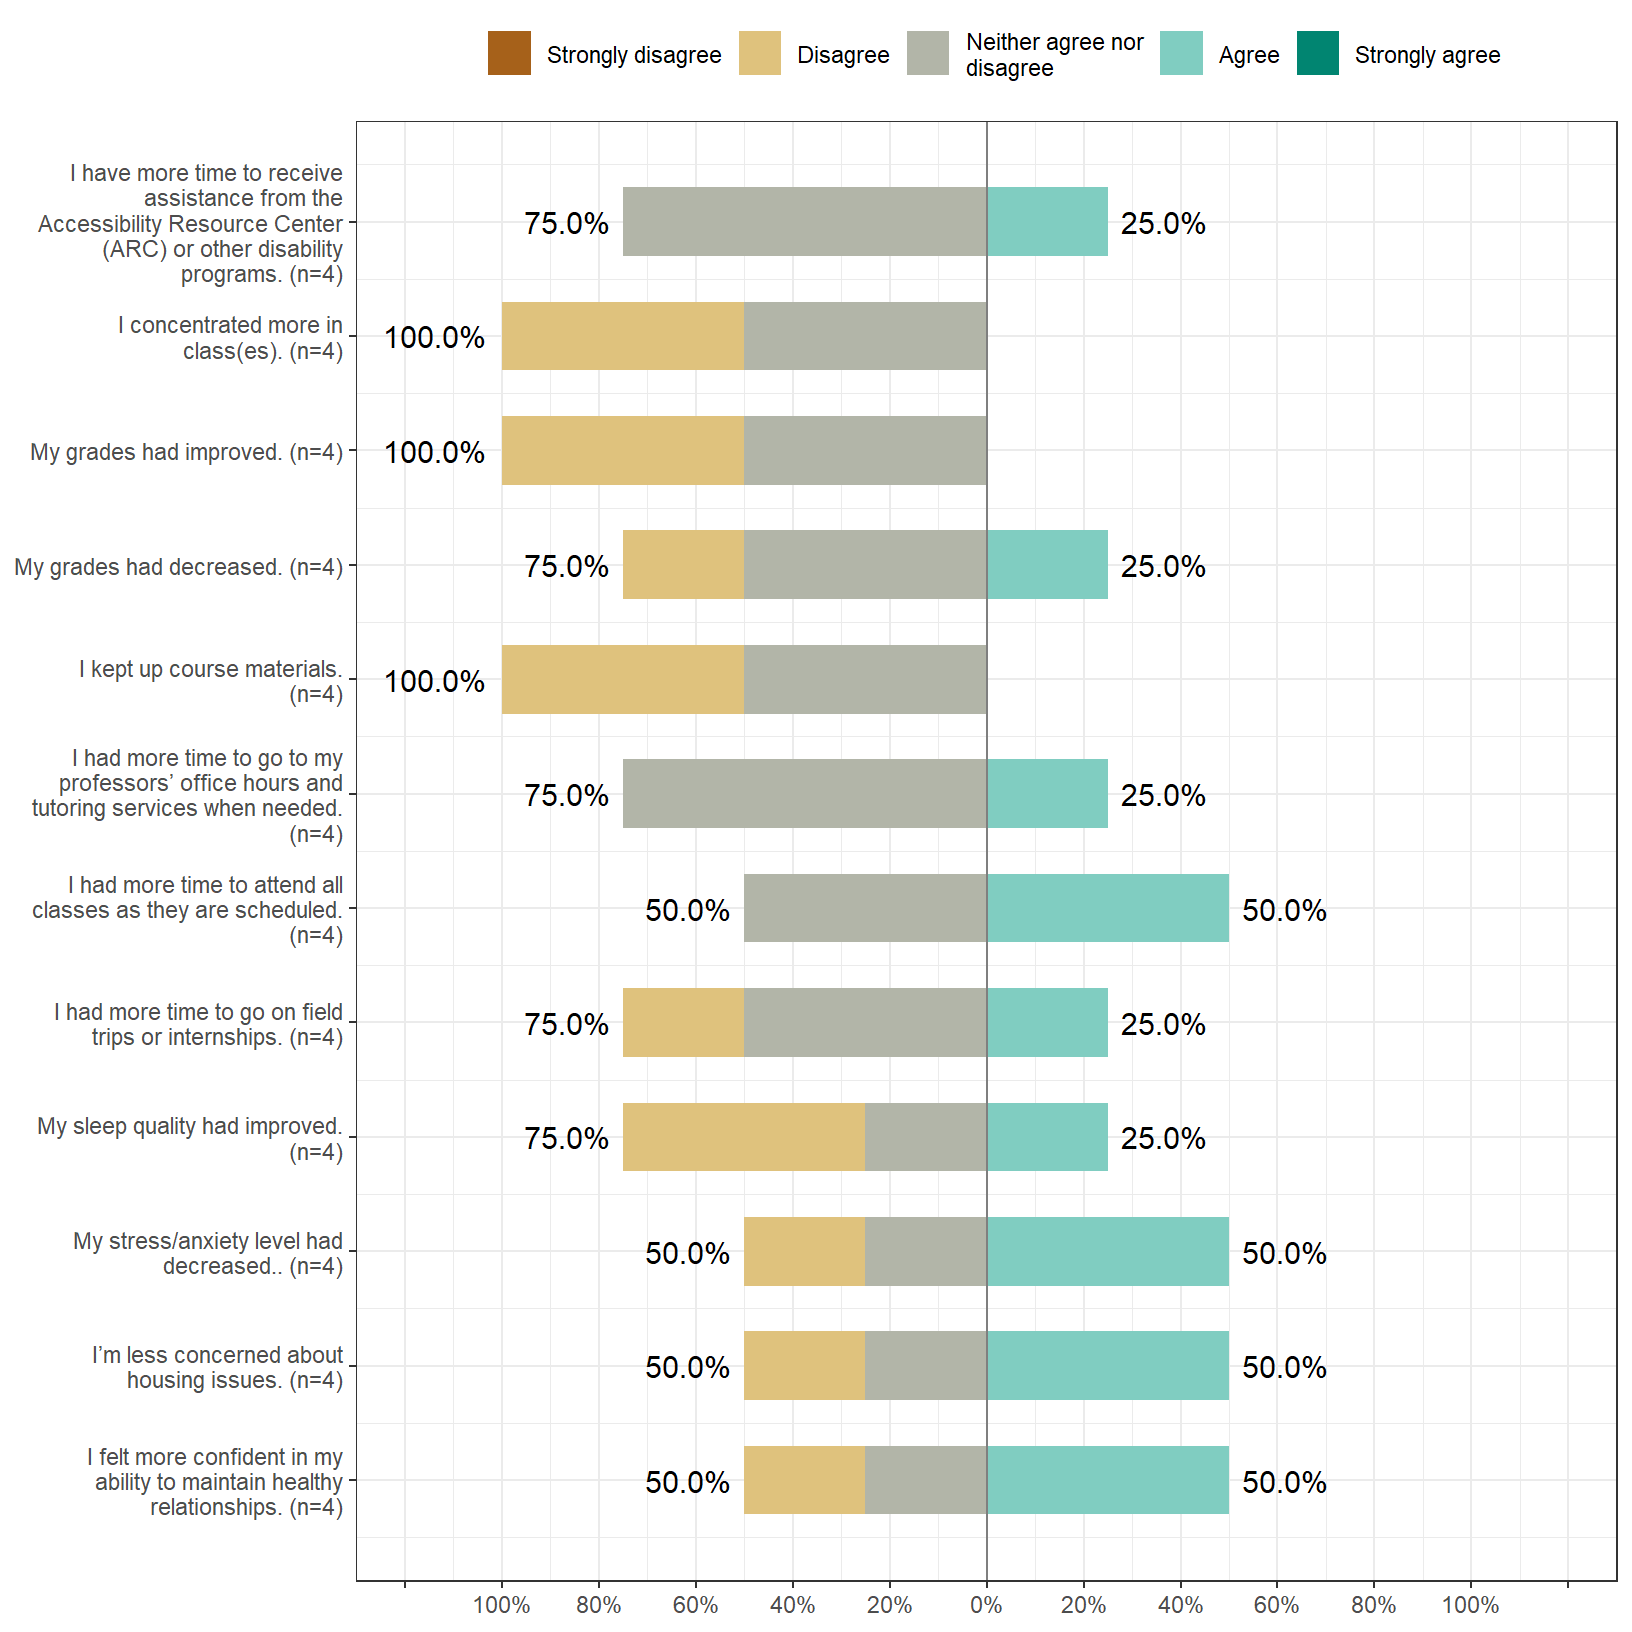 Strongly disagree
Disagree
Neither agree nor
disagree
Agree
Strongly agree
I have more time to receive
assistance from the
Accessibility Resource Center
(ARC) or other disability
programs. (n=4)
75.0%
25.0%
I concentrated more in
class(es). (n=4)
100.0%
My grades had improved. (n=4)
100.0%
My grades had decreased. (n=4)
75.0%
25.0%
I kept up course materials.
(n=4)
100.0%
I had more time to go to my
professors’ office hours and
tutoring services when needed.
(n=4)
75.0%
25.0%
I had more time to attend all
classes as they are scheduled.
(n=4)
50.0%
50.0%
I had more time to go on field
trips or internships. (n=4)
75.0%
25.0%
My sleep quality had improved.
(n=4)
75.0%
25.0%
My stress/anxiety level had
decreased.. (n=4)
50.0%
50.0%
I’m less concerned about
housing issues. (n=4)
50.0%
50.0%
I felt more confident in my
ability to maintain healthy
relationships. (n=4)
50.0%
50.0%
100% 80% 60% 40% 20% 0% 20% 40% 60% 80% 100%